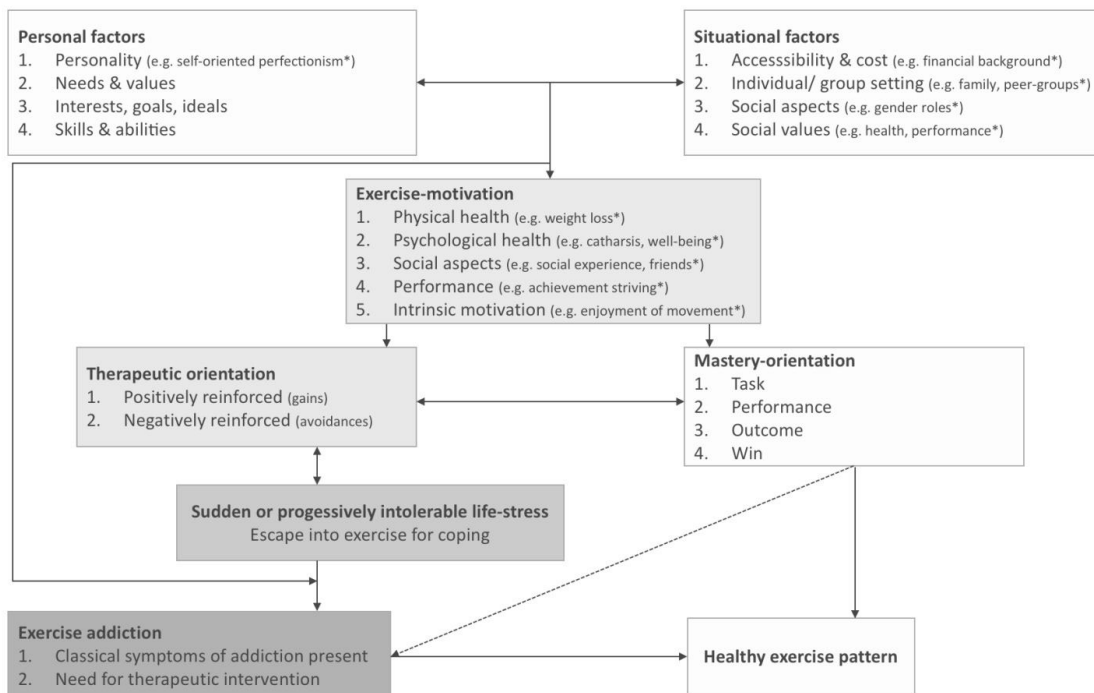 Personal factors
1. Personality (e.g. self-oriented perfectionism*)
2. Needs & values
3. Interests, goals, ideals
4. Skills & abilities
Situational factors
1. Accesssibility & cost (e.g. financial background*)
2. Individual/ group setting (e.g. family, peer-groups*)
3. Social aspects (e.g. gender roles*)
4. Social values (e.g. health, performance*)
Exercise-motivation
1. Physical health (e.g. weight loss*)
2. Psychological health (e.g. catharsis, well-being*)
3. Social aspects (e.g. social experience, friends*)
4. Performance (e.g. achievement striving*)
5. Intrinsic motivation (e.g. enjoyment of movement*)
Therapeutic orientation
1. Positively reinforced (gains)
2. Negatively reinforced (avoidances)
Mastery-orientation
1. Task
2. Performance
3. Outcome
4. Win
Sudden or progessively intolerable life-stress
Escape into exercise for coping
Exercise addiction
1. Classical symptoms of addiction present
2. Need for therapeutic intervention
Healthy exercise pattern